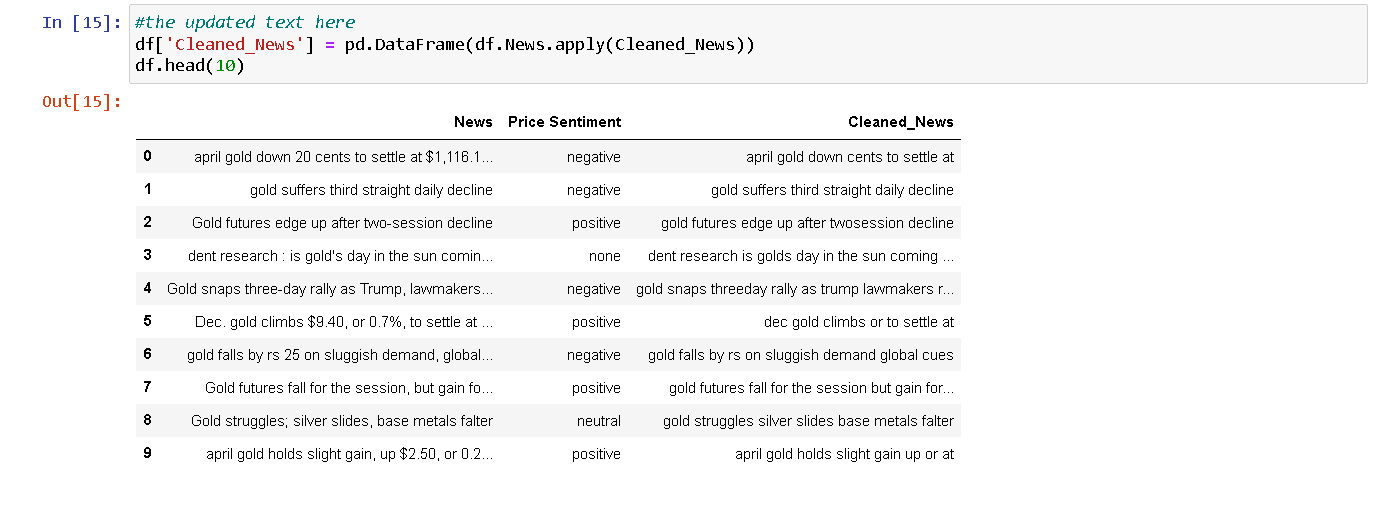 In [15]: #the updated text here
df['Cleaned_News'] = pd.DataFrame(df.News.apply(Cleaned_News))
df.head(10)
Out[15]:
News Price Sentiment Cleaned_News
0 april gold down 20 cents to settle at $1,116.1... negative april gold down cents to settle at
1 gold suffers third straight daily decline negative gold suffers third straight daily decline
2 Gold futures edge up after two-session decline positive gold futures edge up after twosession decline
3 dent research : is gold's day in the sun comin... none dent research is golds day in the sun coming ...
4 Gold snaps three-day rally as Trump, lawmakers... negative gold snaps threeday rally as trump lawmakers r...
5 Dec. gold climbs $9.40, or 0.7%, to settle at ... positive dec gold climbs or to settle at
6 gold falls by rs 25 on sluggish demand, global... negative gold falls by rs on sluggish demand global cues
7 Gold futures fall for the session, but gain fo... positive gold futures fall for the session but gain for...
8 Gold struggles; silver slides, base metals falter neutral gold struggles silver slides base metals falter
9 april gold holds slight gain, up $2.50, or 0.2... positive april gold holds slight gain up or at